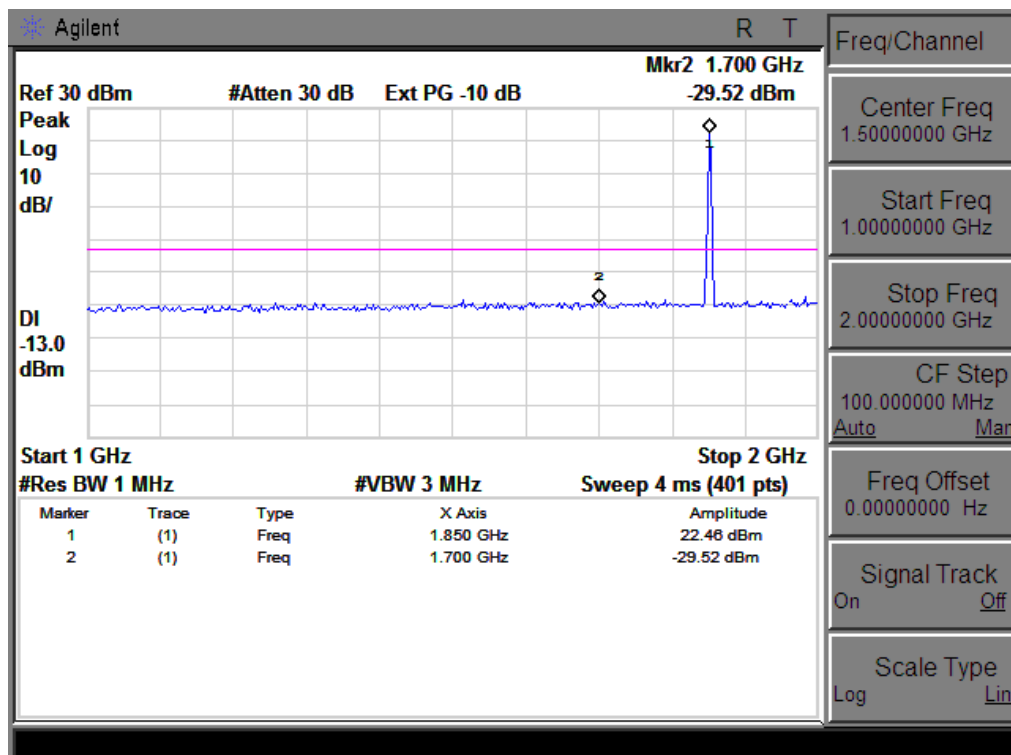 Agilent R T
Mkr2 1.700 GHz
Ref 30 dBm #Atten 30 dB Ext PG -10 dB -29.52 dBm
Peak
Log
10
dB/
1
2
DI
-13.0
dBm
Start 1 GHz Stop 2 GHz
#Res BW 1 MHz #VBW 3 MHz Sweep 4 ms (401 pts)
Marker Trace Type X Axis Amplitude
1 (1) Freq 1.850 GHz 22.46 dBm
2 (1) Freq 1.700 GHz -29.52 dBm
Freq/Channel
Center Freq
1.50000000 GHz
Start Freq
1.00000000 GHz
Stop Freq
2.00000000 GHz
CF Step
100.000000 MHz
Auto Man
Freq Offset
0.00000000 Hz
Signal Track
On Off
Scale Type
Log Lin